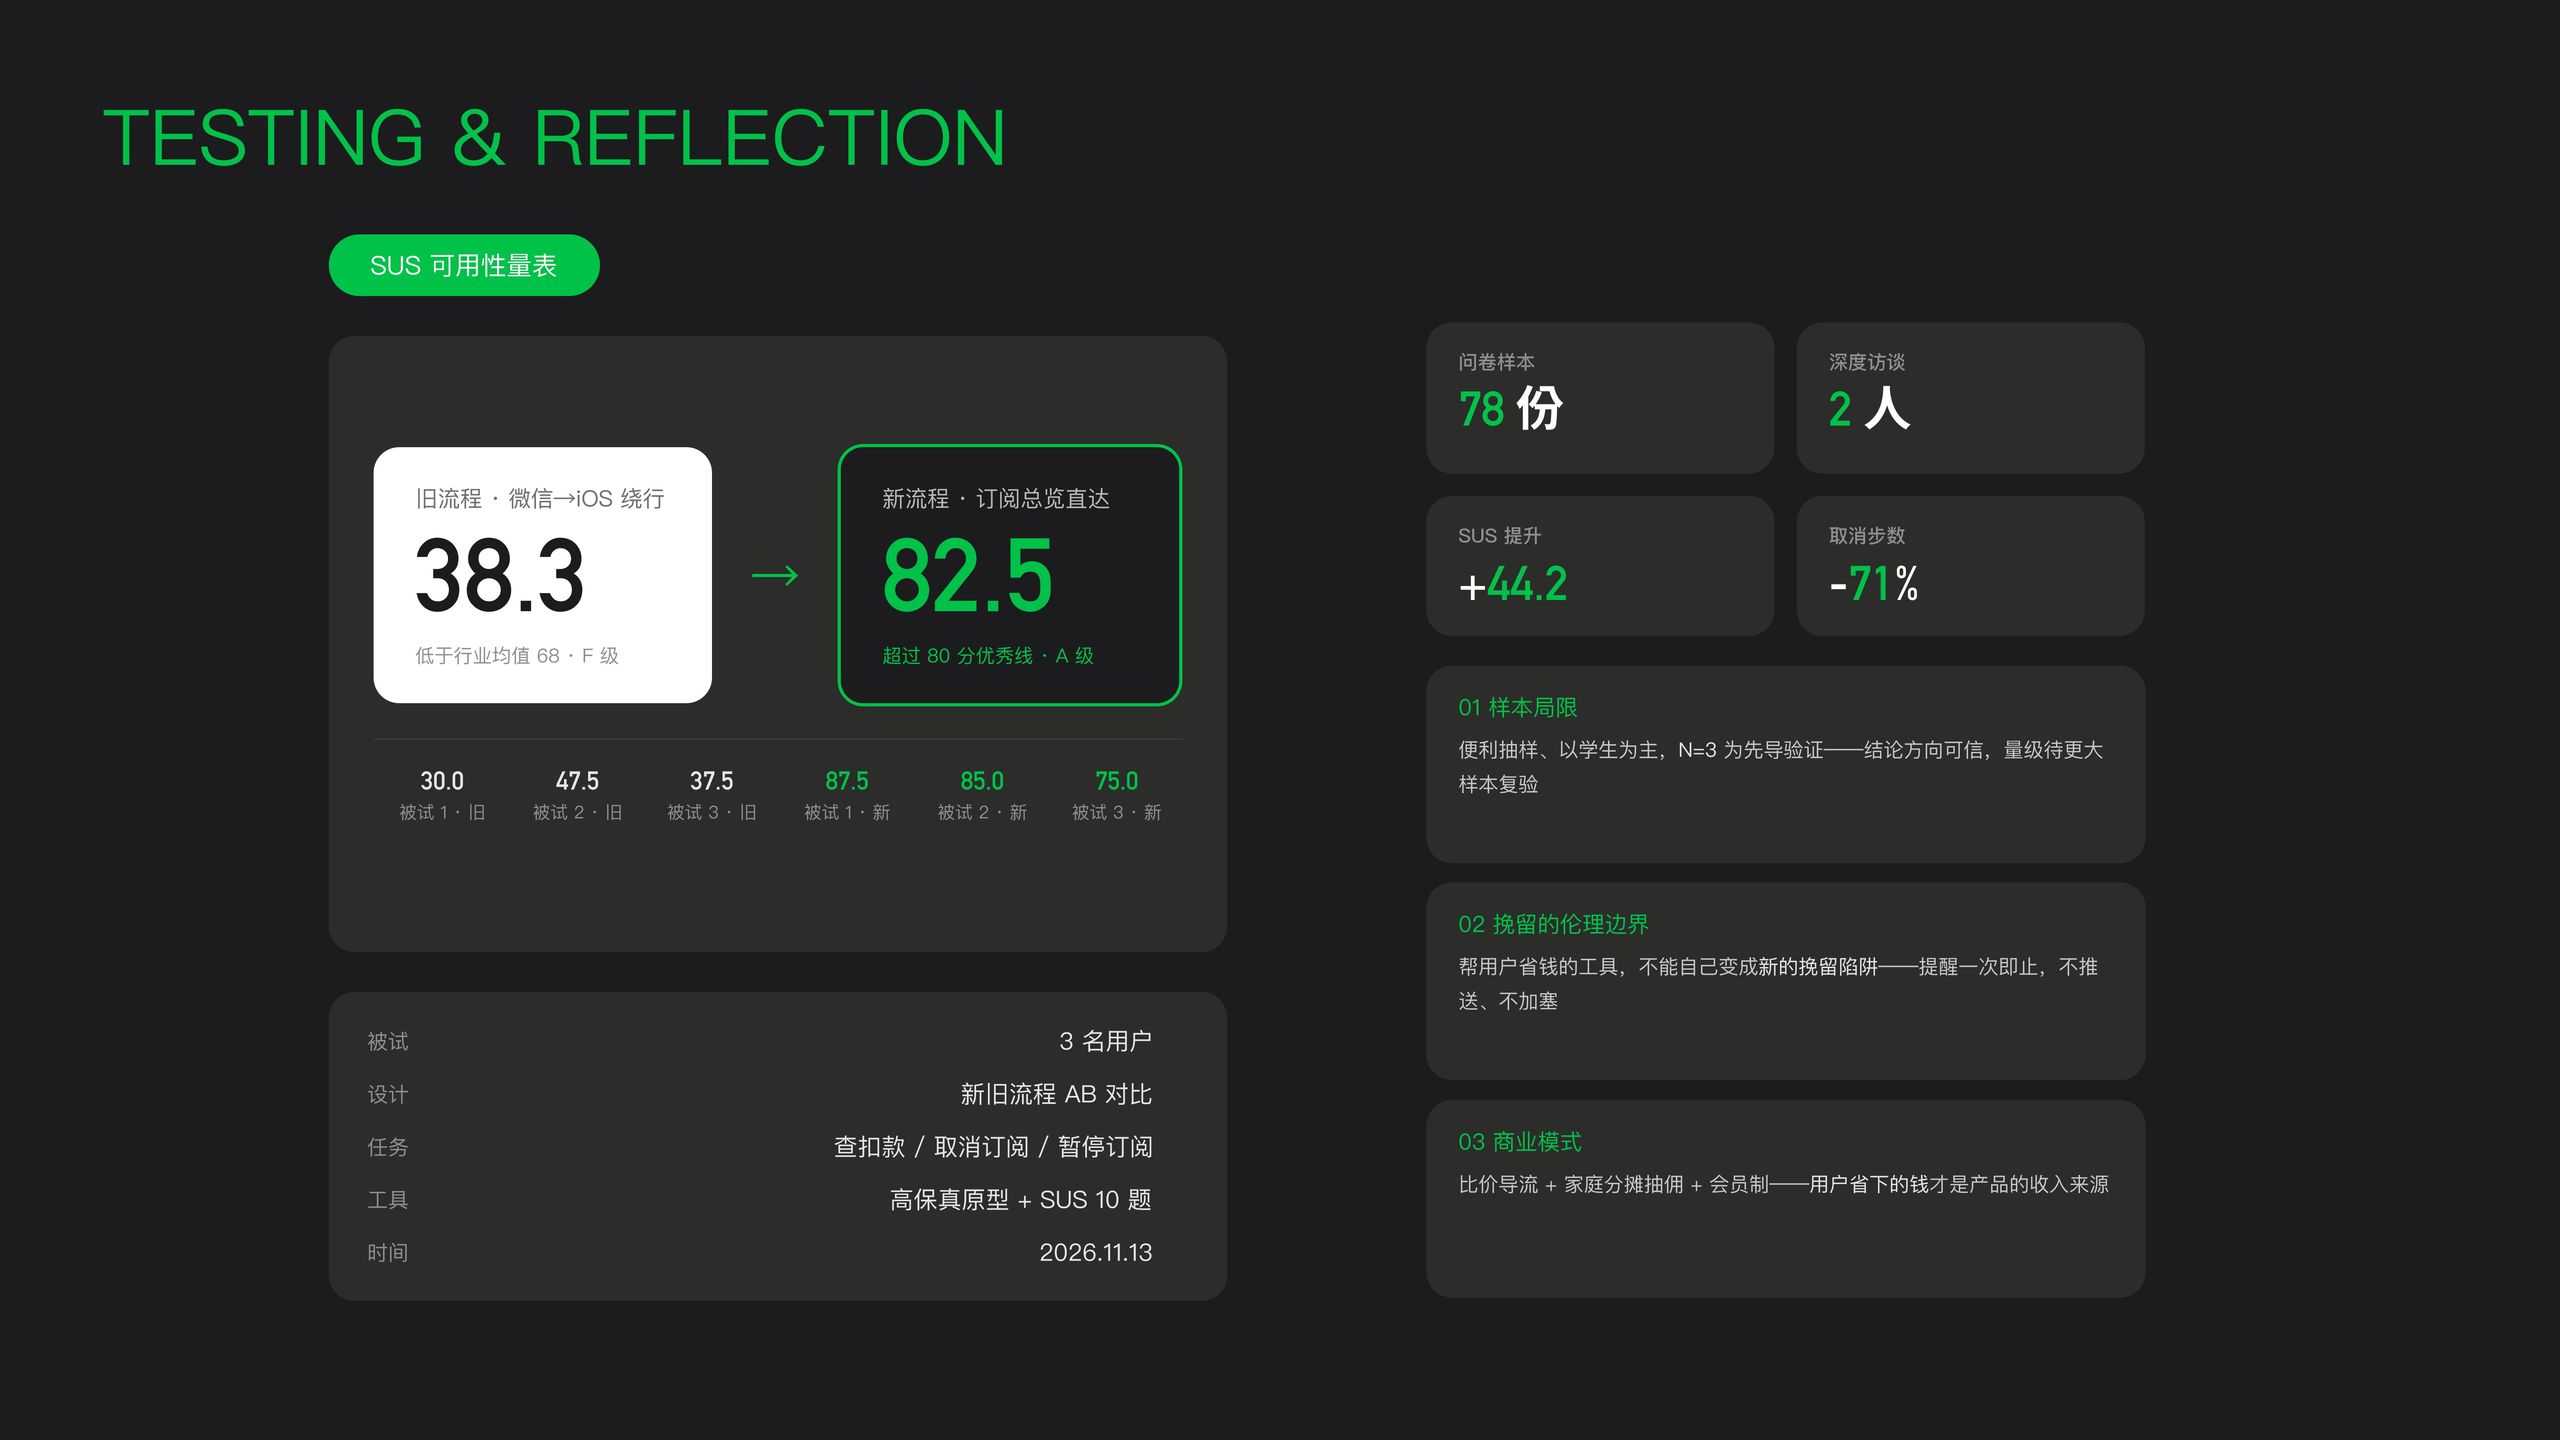 TESTING & REFLECTION
SUS 可用性量表
旧流程 · 微信→iOS 绕行
38.3
低于行业均值 68 · F 级
→
新流程 · 订阅总览直达
82.5
超过 80 分优秀线 · A 级
30.0
被试 1 · 旧
47.5
被试 2 · 旧
37.5
被试 3 · 旧
87.5
被试 1 · 新
85.0
被试 2 · 新
75.0
被试 3 · 新
被试 3 名用户
设计 新旧流程 AB 对比
任务 查扣款 / 取消订阅 / 暂停订阅
工具 高保真原型 + SUS 10 题
时间 2026.11.13
问卷样本
78 份
深度访谈
2 人
SUS 提升
+44.2
取消步数
-71%
01 样本局限
便利抽样、以学生为主，N=3 为先导验证——结论方向可信，量级待更大
样本复验
02 挽留的伦理边界
帮用户省钱的工具，不能自己变成新的挽留陷阱——提醒一次即止，不推
送、不加塞
03 商业模式
比价导流 + 家庭分摊抽佣 + 会员制——用户省下的钱才是产品的收入来源